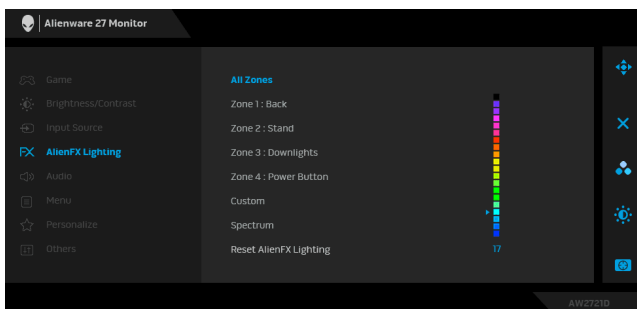 Alienware 27 Monitor
Game
Brightness/Contrast
Input Source
FX AlienFX Lighting
Audio
Menu
Personalize
Others
All Zones
Zone 1 : Back
Zone 2 : Stand
Zone 3 : Downlights
Zone 4 : Power Button
Custom
Spectrum
Reset AlienFX Lighting
17
AW2721D